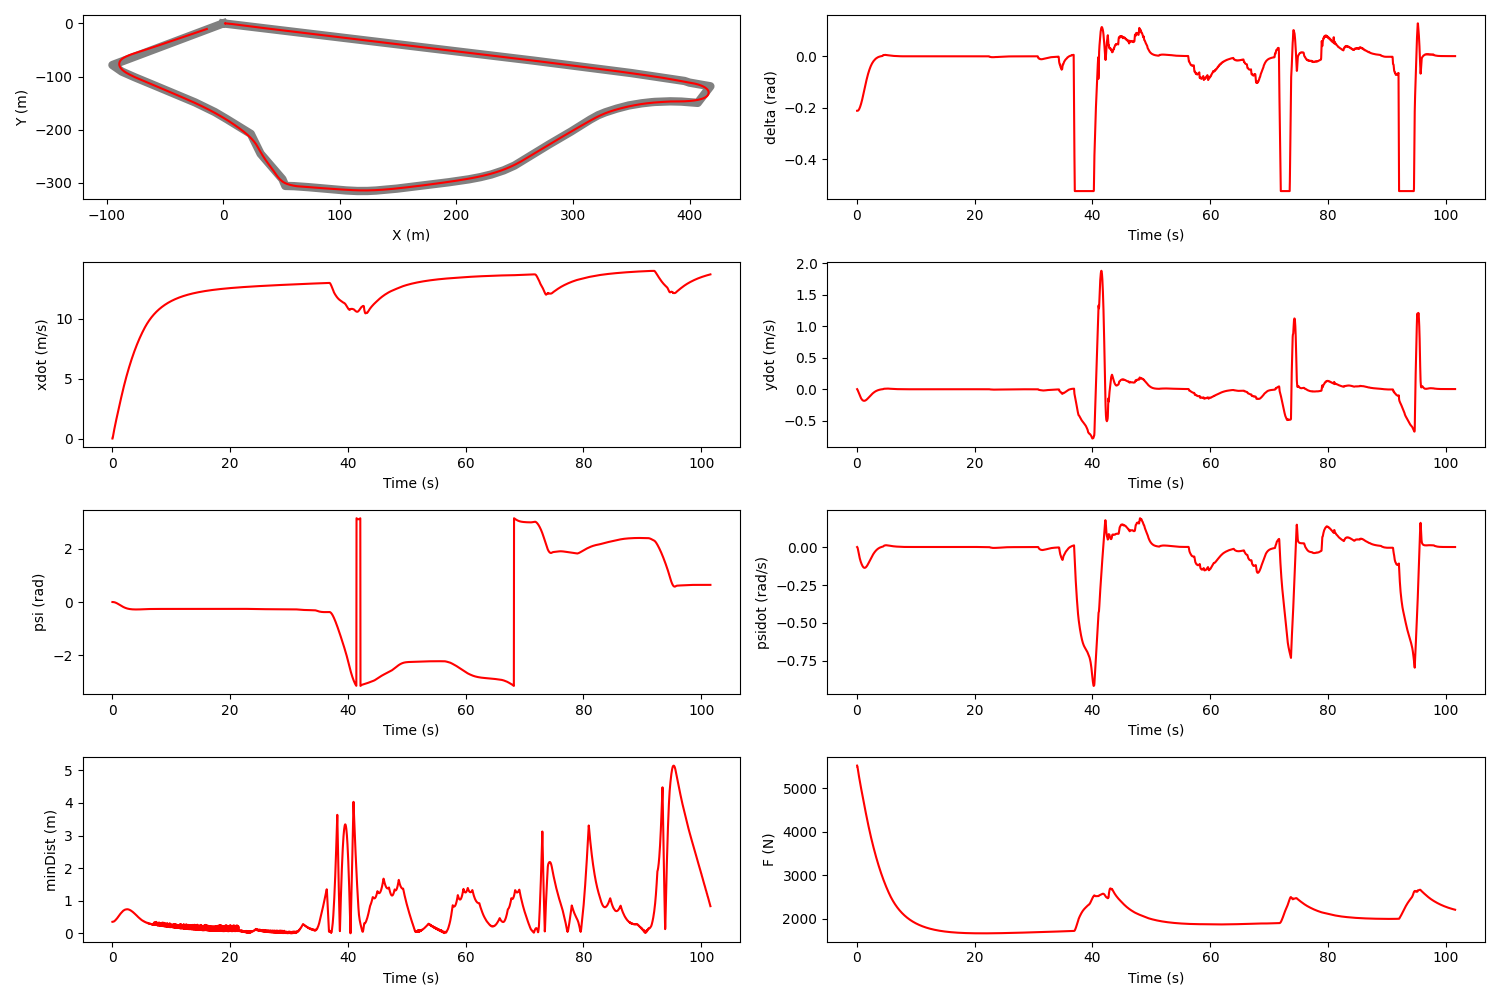 0
−100
−200
−300
Y (m)
−100 0 100 200 300 400
X (m)
0.0
−0.2
−0.4
delta (rad)
0 20 40 60 80 100
Time (s)
10
5
0
xdot (m/s)
0 20 40 60 80 100
Time (s)
2.0
1.5
1.0
0.5
0.0
−0.5
ydot (m/s)
0 20 40 60 80 100
Time (s)
2
0
−2
psi (rad)
0 20 40 60 80 100
Time (s)
0.00
−0.25
−0.50
−0.75
psidot (rad/s)
0 20 40 60 80 100
Time (s)
5
4
3
2
1
0
minDist (m)
0 20 40 60 80 100
Time (s)
5000
4000
3000
2000
F (N)
0 20 40 60 80 100
Time (s)